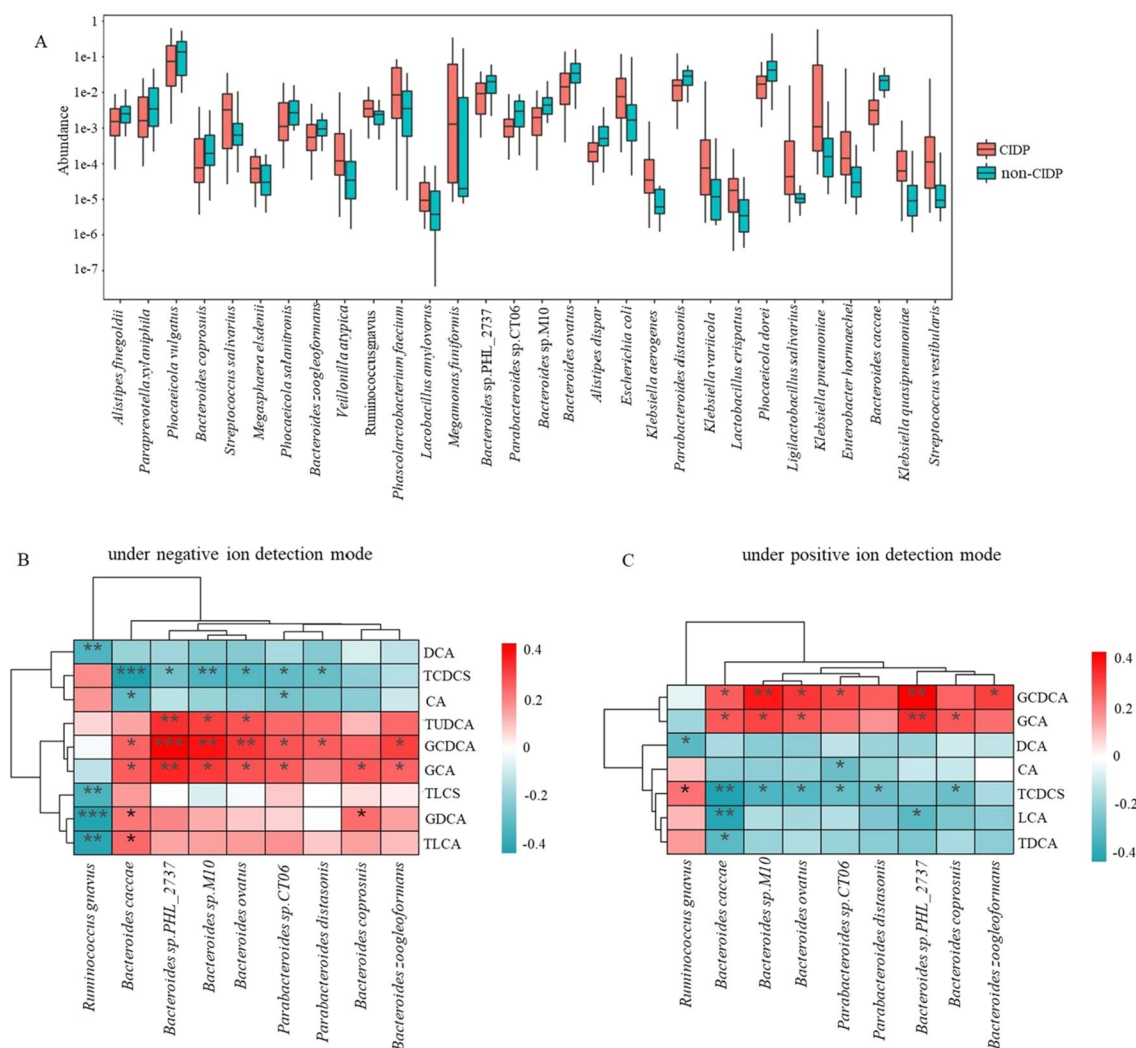 A
Abundance
1
1e-1
1e-2
1e-3
1e-4
1e-5
1e-6
1e-7
CIDP
non-CIDP
Alistipes finegoldii
Paraprevotella xylaniphila
Phocaeicola vulgatus
Bacteroides coprosuis
Streptococcus salivarius
Megasphaera elsdenii
Phocaeicola salanitronis
Bacteroides zoogleoformans
Veillonilla atypica
Ruminococcusgnavus
Phascolarctobacterium faecium
Lacobacillus amylovorus
Megamonas funiformis
Bacteroides sp.PHL_2737
Parabacteroides sp.CT06
Bacteroides sp.M10
Bacteroides ovatus
Alistipes dispar
Escherichia coli
Klebsiella aerogenes
Parabacteroides distasonis
Klebsiella variicola
Lactobacillus crispatus
Phocaeicola dorei
Ligilactobacillus salivarius
Klebsiella pneumoniae
Enterobacter hormaechei
Bacteroides caccae
Klebsiella quasipneumoniae
Streptococcus vestibularis
B
under negative ion detection mode
** DCA
*** * ** * * * TCDCS
* * CA
** * * TUDCA
* *** ** ** * * * GCDCA
* ** * * * * * GCA
** TLCS
*** * * GDCA
** * TLCA
0.4
0.2
0
-0.2
-0.4
Ruminococcus gnavus
Bacteroides caccae
Bacteroides sp.PHL_2737
Bacteroides sp.M10
Bacteroides ovatus
Parabacteroides sp.CT06
Parabacteroides distasonis
Bacteroides coprosuis
Bacteroides zoogleoformans
C
under positive ion detection mode
* ** * * ** * GCDCA
* * * ** * GCA
* DCA
* CA
* ** * * * * * TCDCS
** * LCA
* TDCA
0.4
0.2
0
-0.2
-0.4
Ruminococcus gnavus
Bacteroides caccae
Bacteroides sp.M10
Bacteroides ovatus
Parabacteroides sp.CT06
Parabacteroides distasonis
Bacteroides sp.PHL_2737
Bacteroides coprosuis
Bacteroides zoogleoformans